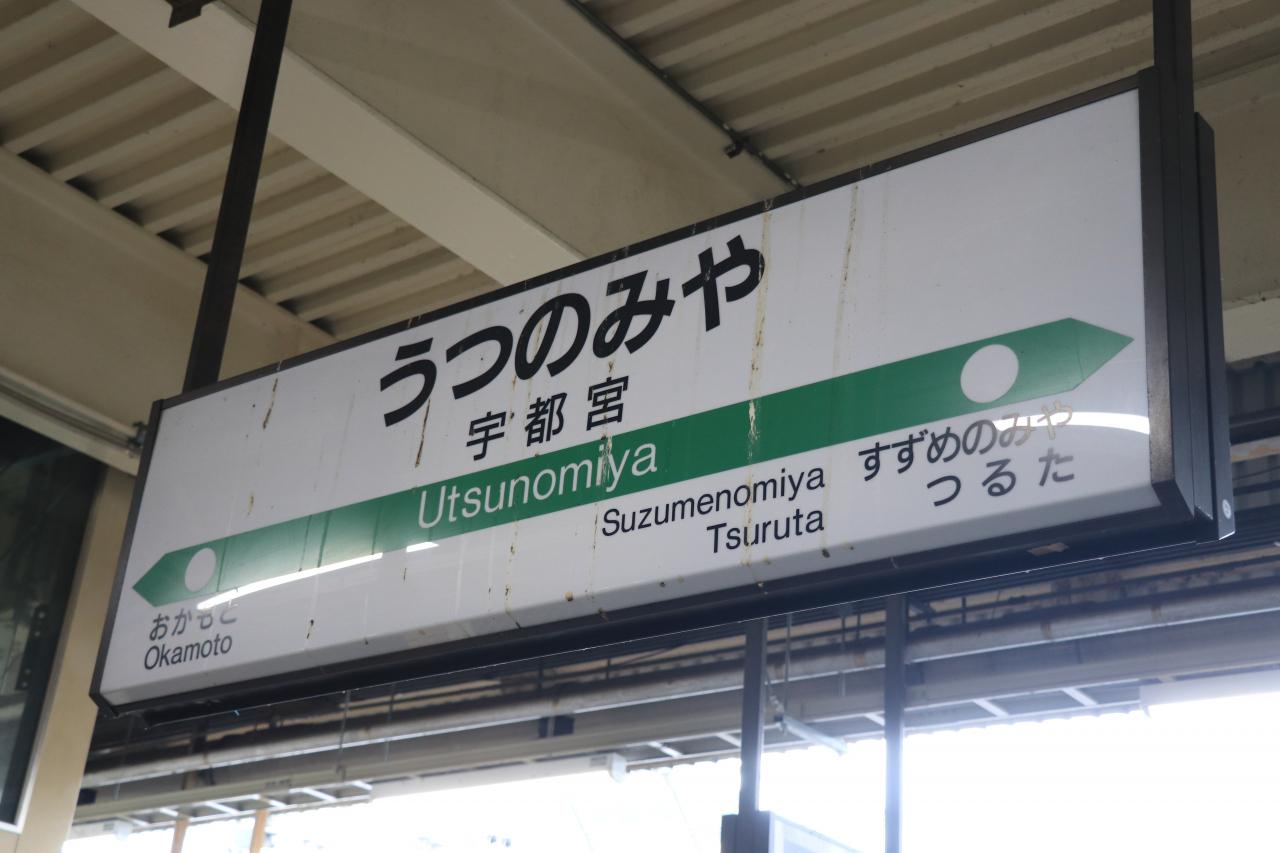 うつのみや
宇都宮
Utsunomiya
おかもと
Okamoto
すずめのみや
Suzumenomiya
つるた
Tsuruta